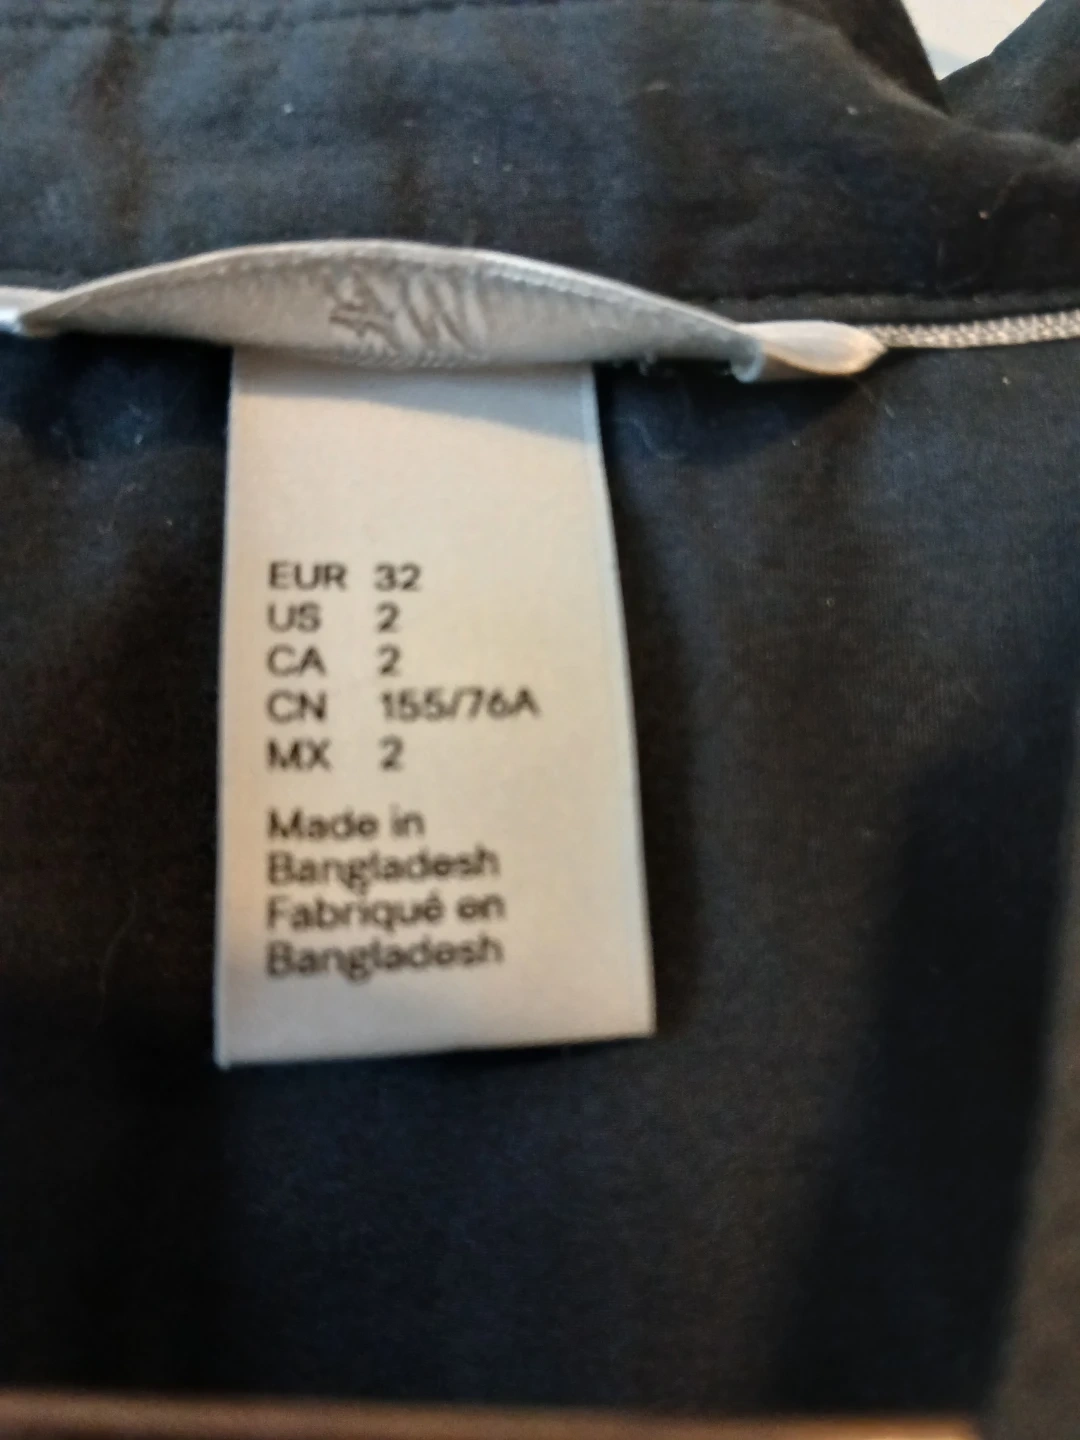 EUR 32
US 2
CA 2
CN 155/76A
MX 2
Made in
Bangladesh
Fabriqué en
Bangladesh